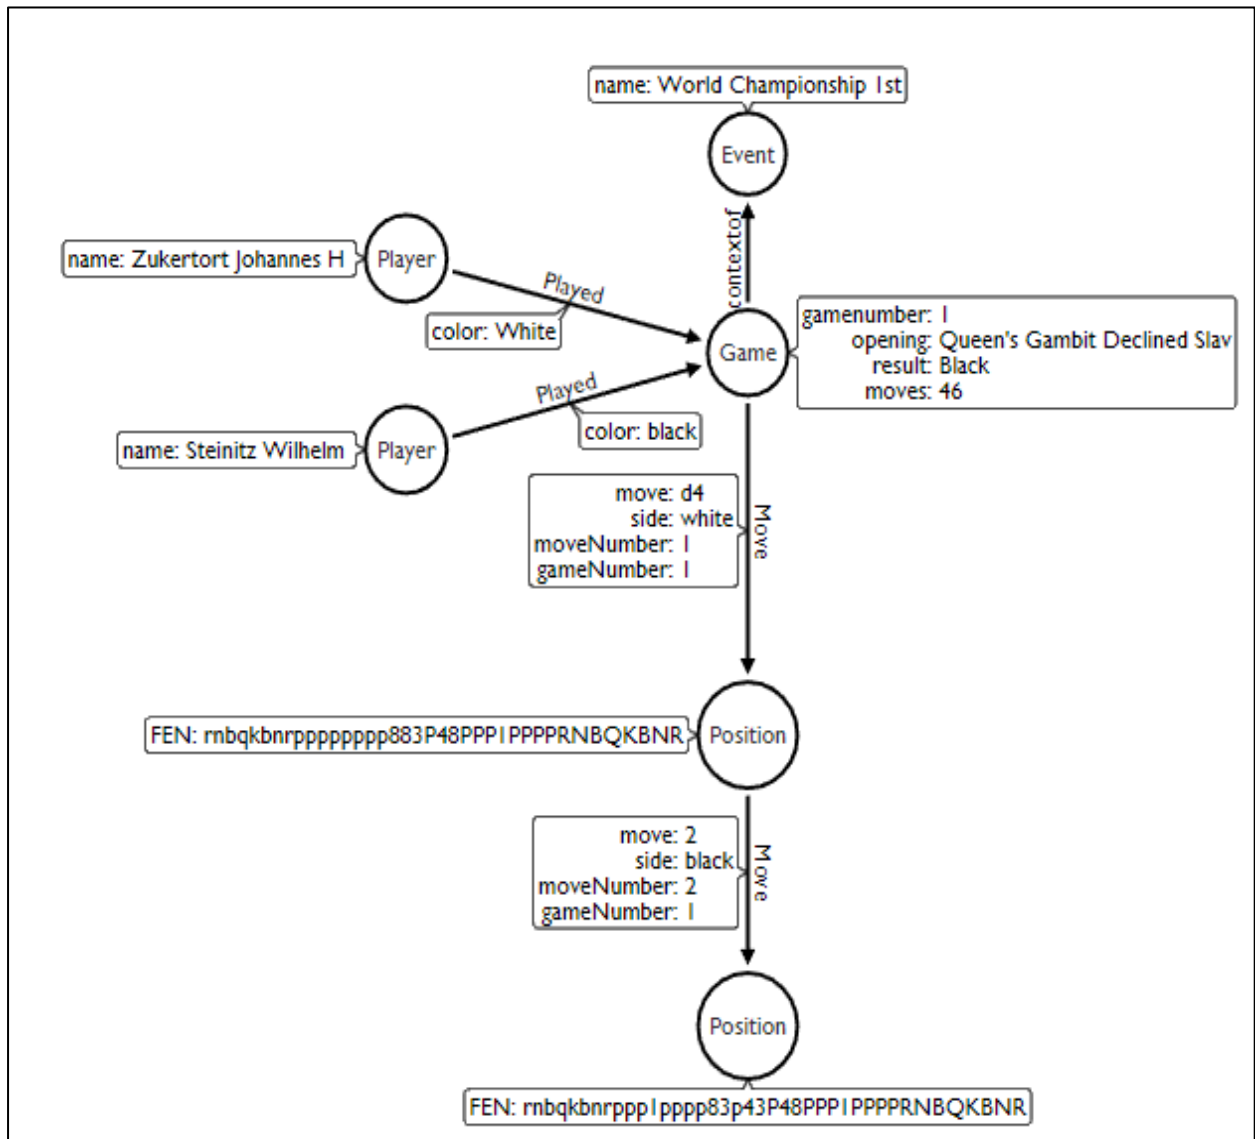 name: World Championship 1st
Event
contextof
name: Zukertort Johannes H
Player
Played
color: White
Game
gamenumber: 1
opening: Queen's Gambit Declined Slav
result: Black
moves: 46
name: Steinitz Wilhelm
Player
Played
color: black
move: d4
side: white
moveNumber: 1
gameNumber: 1
Move
FEN: rnbqkbnrpppppppp883P48PPP1PPPPRNBQKBNR
Position
move: 2
side: black
moveNumber: 2
gameNumber: 1
Move
Position
FEN: rnbqkbnrppp1pppp83p43P48PPP1PPPPRNBQKBNR